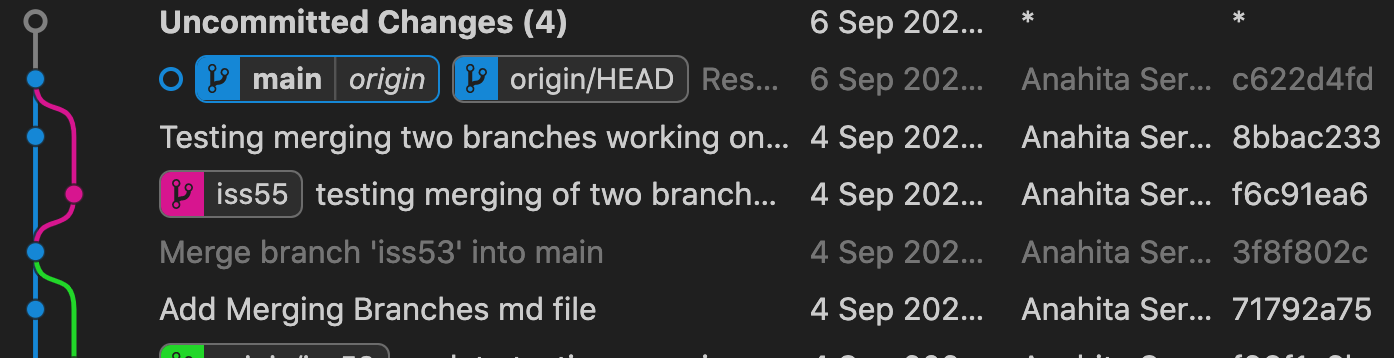 Uncommitted Changes (4) 6 Sep 202... * *
main origin origin/HEAD Res... 6 Sep 202... Anahita Ser... c622d4fd
Testing merging two branches working on... 4 Sep 202... Anahita Ser... 8bbac233
iss55 testing merging of two branch... 4 Sep 202... Anahita Ser... f6c91ea6
Merge branch 'iss53' into main 4 Sep 202... Anahita Ser... 3f8f802c
Add Merging Branches md file 4 Sep 202... Anahita Ser... 71792a75